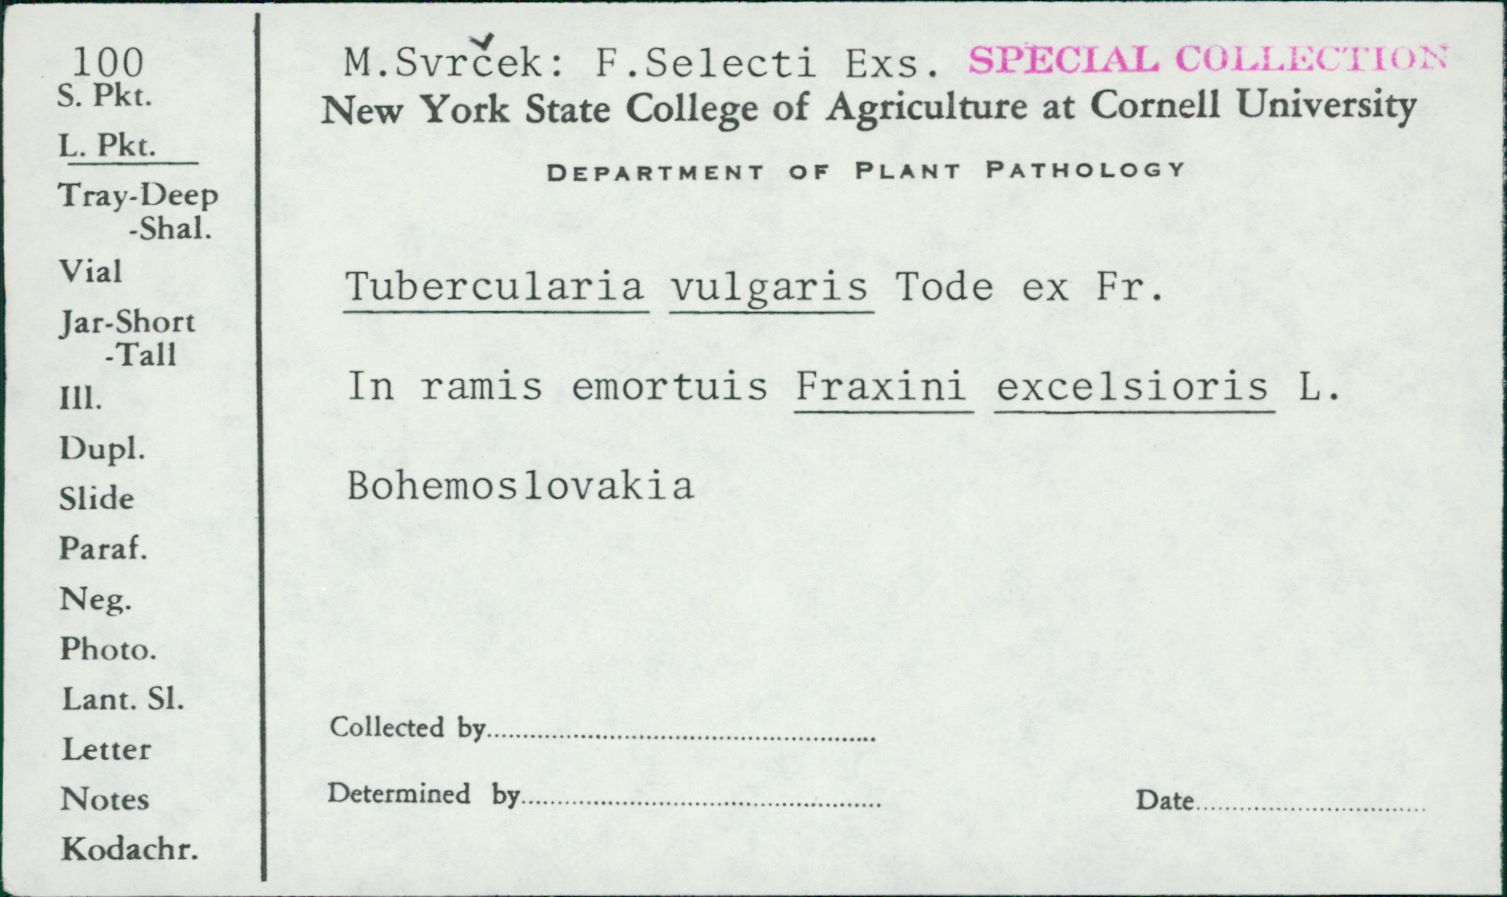 100
S. Pkt.
L. Pkt.
Tray-Deep
-Shal.
Vial
Jar-Short
-Tall
Ill.
Dupl.
Slide
Paraf.
Neg.
Photo.
Lant. Sl.
Letter
Notes
Kodachr.
M.Svrček: F.Selecti Exs. SPECIAL COLLECTION
New York State College of Agriculture at Cornell University
DEPARTMENT OF PLANT PATHOLOGY
Tubercularia vulgaris Tode ex Fr.
In ramis emortuis Fraxini excelsioris L.
Bohemoslovakia
Collected by
Determined by
Date